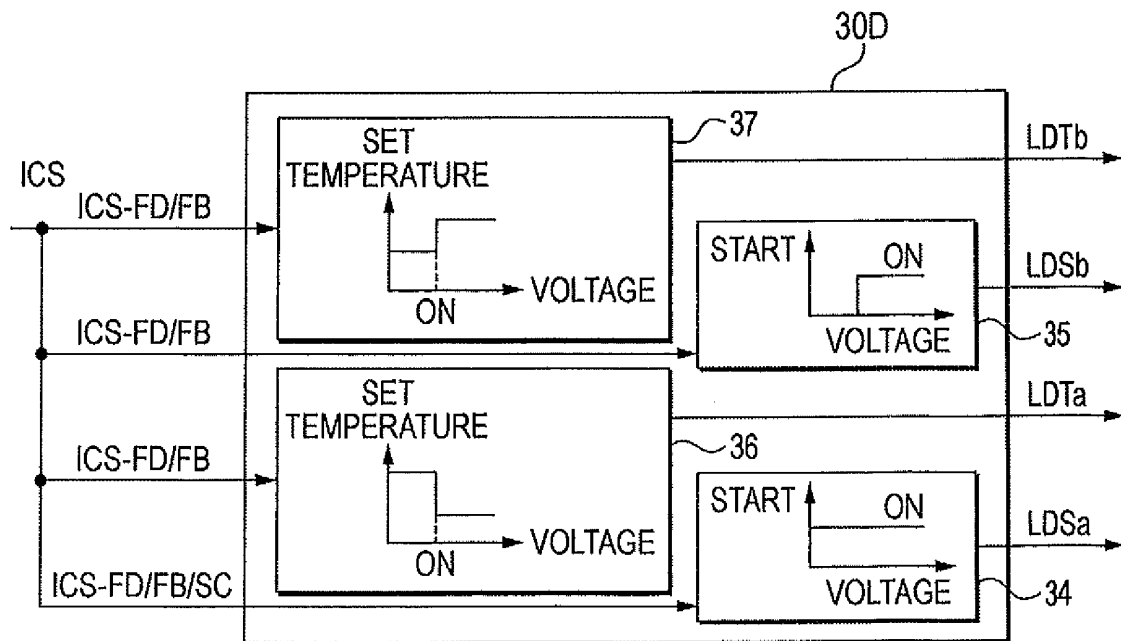 30D
37
SET
TEMPERATURE
VOLTAGE
ON
LDTb
ICS
ICS-FD/FB
START
ON
VOLTAGE
LDSb
35
ICS-FD/FB
SET
TEMPERATURE
VOLTAGE
ON
LDTa
36
ICS-FD/FB
START
ON
VOLTAGE
LDSa
34
ICS-FD/FB/SC